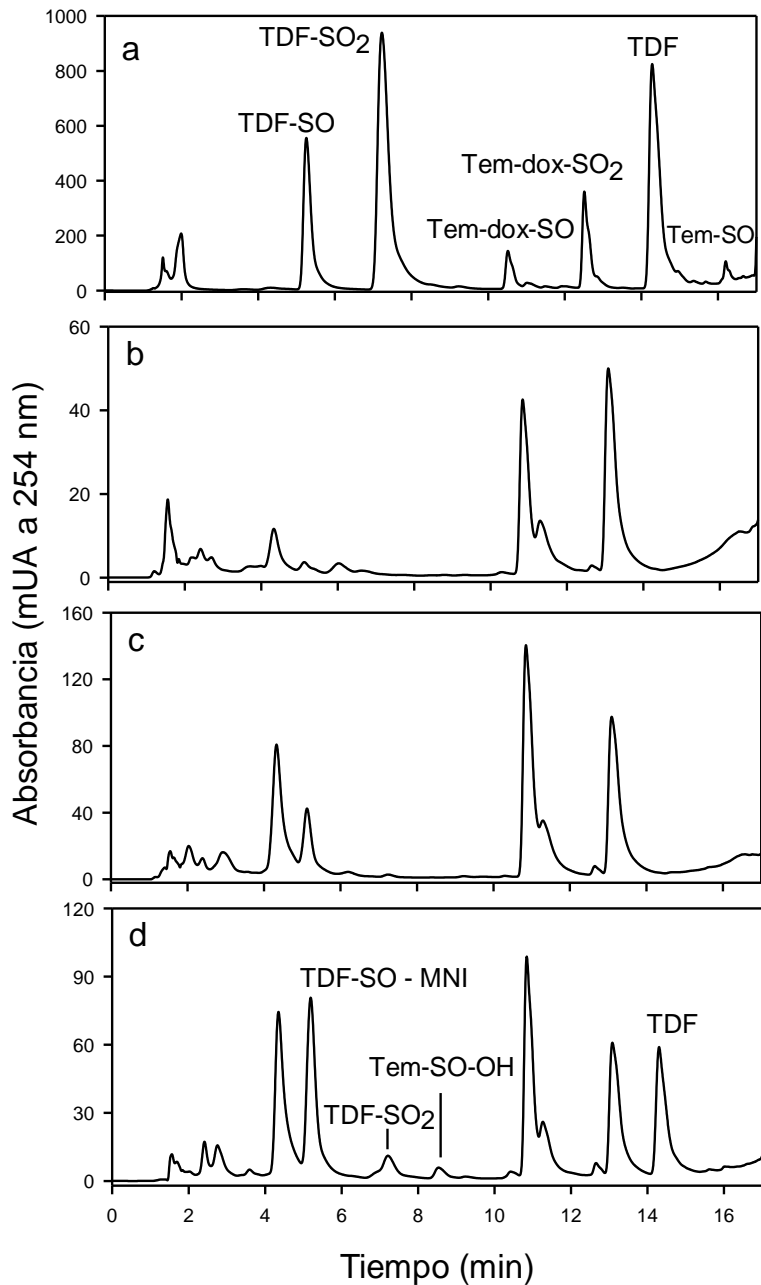 Absorbancia (mUA a 254 nm)
a
1000
800
600
400
200
0
TDF-SO
TDF-SO2
Tem-dox-SO
Tem-dox-SO2
TDF
Tem-SO
b
60
40
20
0
c
160
120
80
40
0
d
120
90
60
30
0
TDF-SO - MNI
TDF-SO2
Tem-SO-OH
TDF
0 2 4 6 8 10 12 14 16
Tiempo (min)